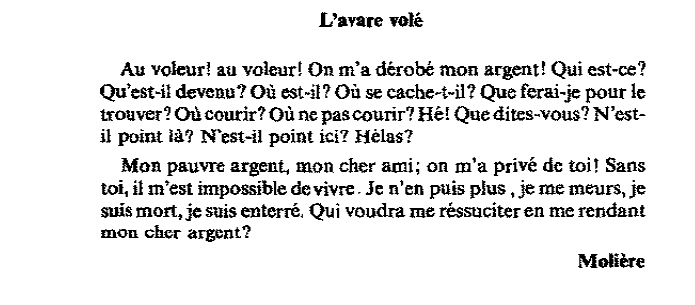 L'avare volé
Au voleur! au voleur! On m'a dérobé mon argent! Qui est-ce?
Qu'est-il devenu? Où est-il? Où se cache-t-il? Que ferai-je pour le
trouver? Où courir? Où ne pas courir? Hé! Que dites-vous? N'est-
il point là? N'est-il point ici? Hélas?
Mon pauvre argent, mon cher ami; on m'a privé de toi! Sans
toi, il m'est impossible de vivre. Je n'en puis plus, je me meurs, je
suis mort, je suis enterré. Qui voudra me réssuciter en me rendant
mon cher argent?
Molière